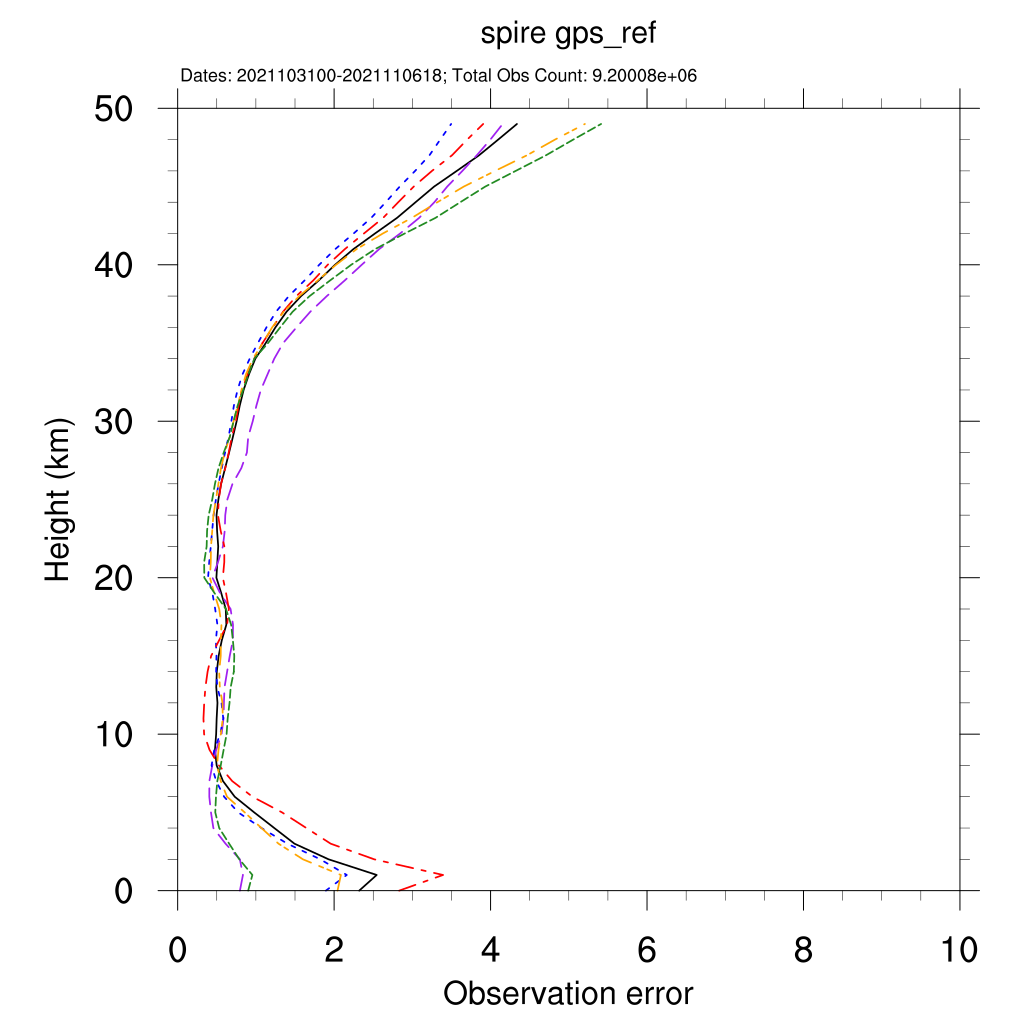 spire gps_ref
Dates: 2021103100-2021110618; Total Obs Count: 9.20008e+06
50
40
30
20
10
0
Height (km)
0 2 4 6 8 10
Observation error